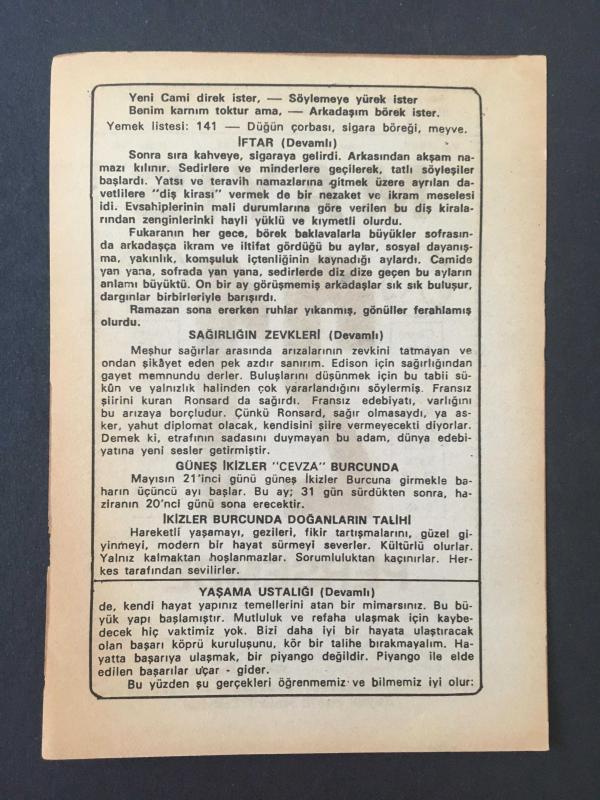 Yeni Cami direk ister, — Söylemeye yürek ister
Benim karnım toktur ama, — Arkadaşım börek ister.
Yemek listesi: 141 — Düğün çorbası, sigara böreği, meyve.
İFTAR (Devamlı)
Sonra sıra kahveye, sigaraya gelirdi. Arkasından akşam na-
mazı kılınır. Sedirlere ve minderlere geçilerek, tatlı söyleşiler
başlardı. Yatsı ve teravih namazlarına gitmek üzere ayrılan da-
vetlilere "diş kirası" vermek de bir nezaket ve ikram meselesi
idi. Evsahiplerinin mali durumlarına göre verilen bu diş kirala-
rından zenginlerinki hayli yüklü ve kıymetli olurdu.
Fukaranın her gece, börek baklavalarla büyükler sofrasın-
da arkadaşça ikram ve iltifat gördüğü bu aylar, sosyal dayanış-
ma, yakınlık, komşuluk içtenliğinin kaynadığı aylardı. Camide
yan yana, sofrada yan yana, sedirlerde diz dize geçen bu ayların
anlamı büyüktü. On bir ay görüşmemiş arkadaşlar sık sık buluşur,
dargınlar birbirleriyle barışırdı.
Ramazan sona ererken ruhlar yıkanmış, gönüller ferahlamış
olurdu.
SAĞIRLIĞIN ZEVKLERİ (Devamlı)
Meşhur sağırlar arasında arızalarının zevkini tatmayan ve
ondan şikâyet eden pek azdır sanırım. Edison için sağırlığından
gayet memnundu derler. Buluşlarını düşünmek için bu tabii sü-
kûn ve yalnızlık halinden çok yararlandığını söylermiş. Fransız
şiirini kuran Ronsard da sağırdı. Fransız edebiyatı, varlığını
bu arızaya borçludur. Çünkü Ronsard, sağır olmasaydı, ya as-
ker, yahut diplomat olacak, kendisini şiire vermeyecekti diyorlar.
Demek ki, etrafının sadasını duymayan bu adam, dünya edebi-
yatına yeni sesler getirmiştir.
GÜNEŞ İKİZLER "CEVZA" BURCUNDA
Mayısın 21'inci günü güneş İkizler Burcuna girmekle ba-
harın üçüncü ayı başlar. Bu ay; 31 gün sürdükten sonra, ha-
ziranın 20'nci günü sona erecektir.
İKİZLER BURCUNDA DOĞANLARIN TALİHİ
Hareketli yaşamayı, gezileri, fikir tartışmalarını, güzel gi-
yinmeyi, modern bir hayat sürmeyi severler. Kültürlü olurlar.
Yalnız kalmaktan hoşlanmazlar. Sorumluluktan kaçınırlar. Her-
kes tarafından sevilirler.
YAŞAMA USTALIĞI (Devamlı)
de, kendi hayat yapınız temellerini atan bir mimarsınız. Bu bü-
yük yapı başlamıştır. Mutluluk ve refaha ulaşmak için kaybe-
decek hiç vaktimiz yok. Bizi daha iyi bir hayata ulaştıracak
olan başarı köprü kuruluşunu, kör bir talihe bırakmayalım. Ha-
yatta başarıya ulaşmak, bir piyango değildir. Piyango ile elde
edilen başarılar uçar - gider.
Bu yüzden şu gerçekleri öğrenmemiz ve bilmemiz iyi olur: